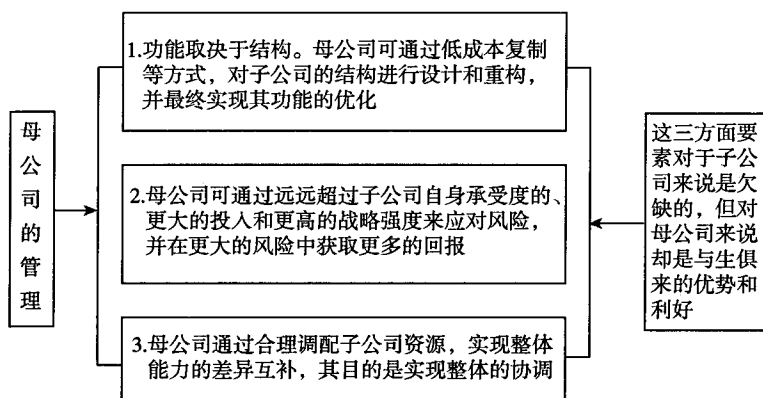 母公司的管理
1.功能取决于结构。母公司可通过低成本复制
等方式，对子公司的结构进行设计和重构，
并最终实现其功能的优化
2.母公司可通过远远超过子公司自身承受度的、
更大的投入和更高的战略强度来应对风险，
并在更大的风险中获取更多的回报
3.母公司通过合理调配子公司资源，实现整体
能力的差异互补，其目的是实现整体的协调
这三方面要
素对于子公
司来说是欠
缺的，但对
母公司来说
却是与生俱
来的优势和
利好